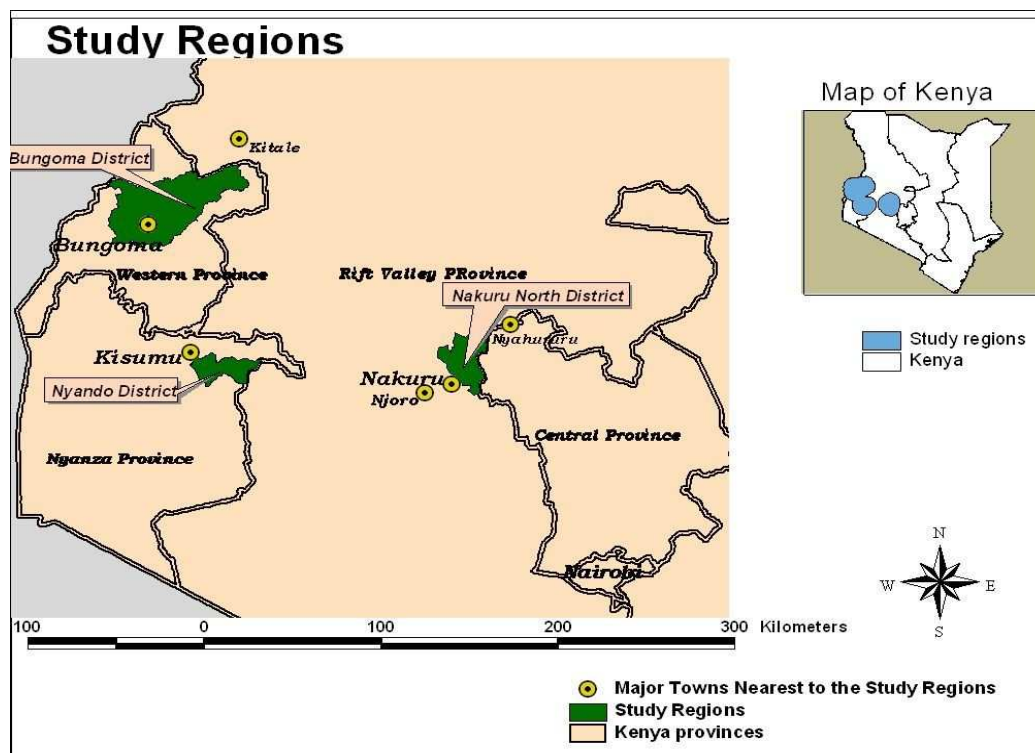 Study Regions
Map of Kenya
Kitale
Bungoma District
Bungoma
Western Province
Rift Valley PRovince
Nakuru North District
Nyahururu
Kisumu
Nyando District
Nakuru
Njoro
Central Province
Nyanza Province
Nairobi
Study regions
Kenya
N
W E
S
100 0 100 200 300 Kilometers
Major Towns Nearest to the Study Regions
Study Regions
Kenya provinces